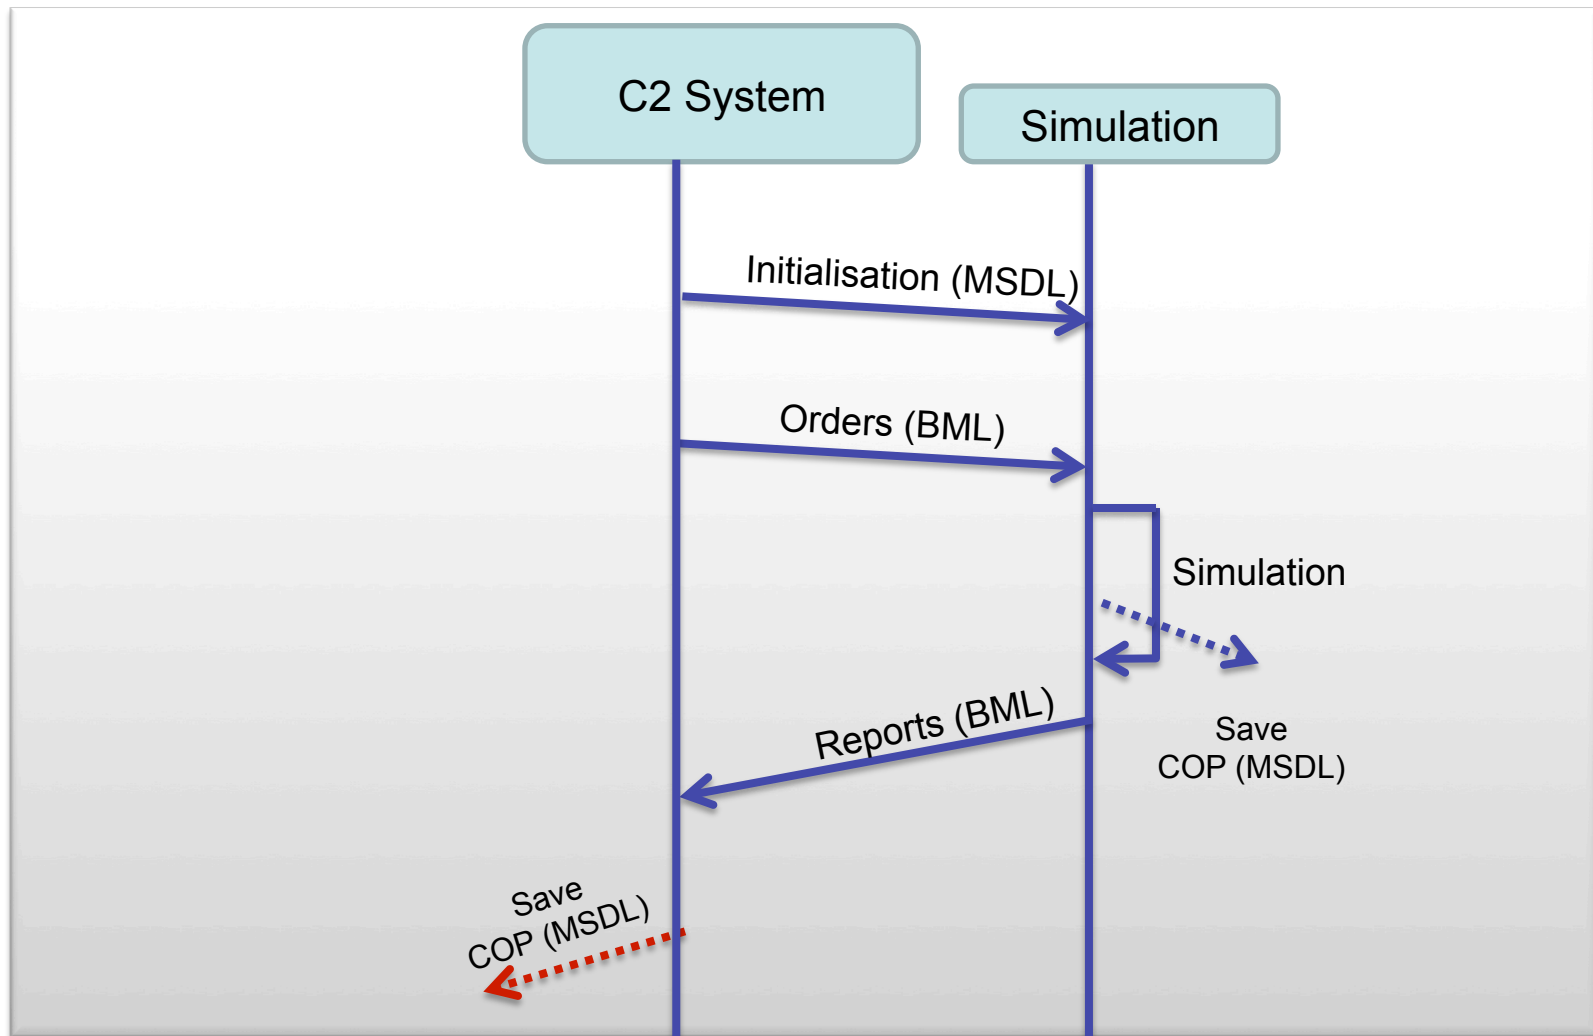 C2 System
Simulation
Initialisation (MSDL)
Orders (BML)
Simulation
Reports (BML)
Save
COP (MSDL)
Save
COP (MSDL)